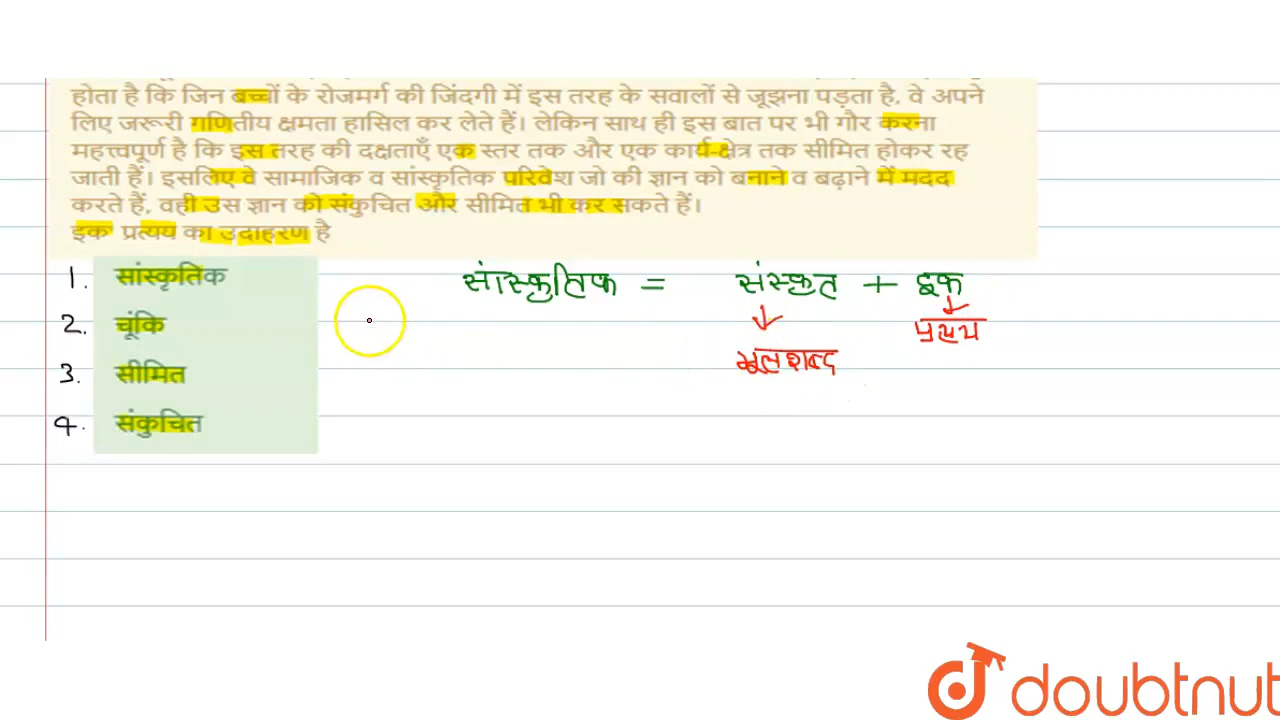 होता है कि जिन बच्चों के रोजमर्ग की जिंदगी में इस तरह के सवालों से जूझना पड़ता है, वे अपने
लिए जरूरी गणितीय क्षमता हासिल कर लेते हैं। लेकिन साथ ही इस बात पर भी गौर करना
महत्त्वपूर्ण है कि इस तरह की दक्षताएँ एक स्तर तक और एक कार्य-क्षेत्र तक सीमित होकर रह
जाती हैं। इसलिए वे सामाजिक व सांस्कृतिक परिवेश जो की ज्ञान को बनाने व बढ़ाने में मदद
करते हैं, वही उस ज्ञान को संकुचित और सीमित भी कर सकते हैं।
इक प्रत्यय का उदाहरण है
1. सांस्कृतिक
2. चूंकि
3. सीमित
4. संकुचित
सांस्कृतिक = संस्कृत + इक
मूलशब्द प्रत्यय
doubtnut